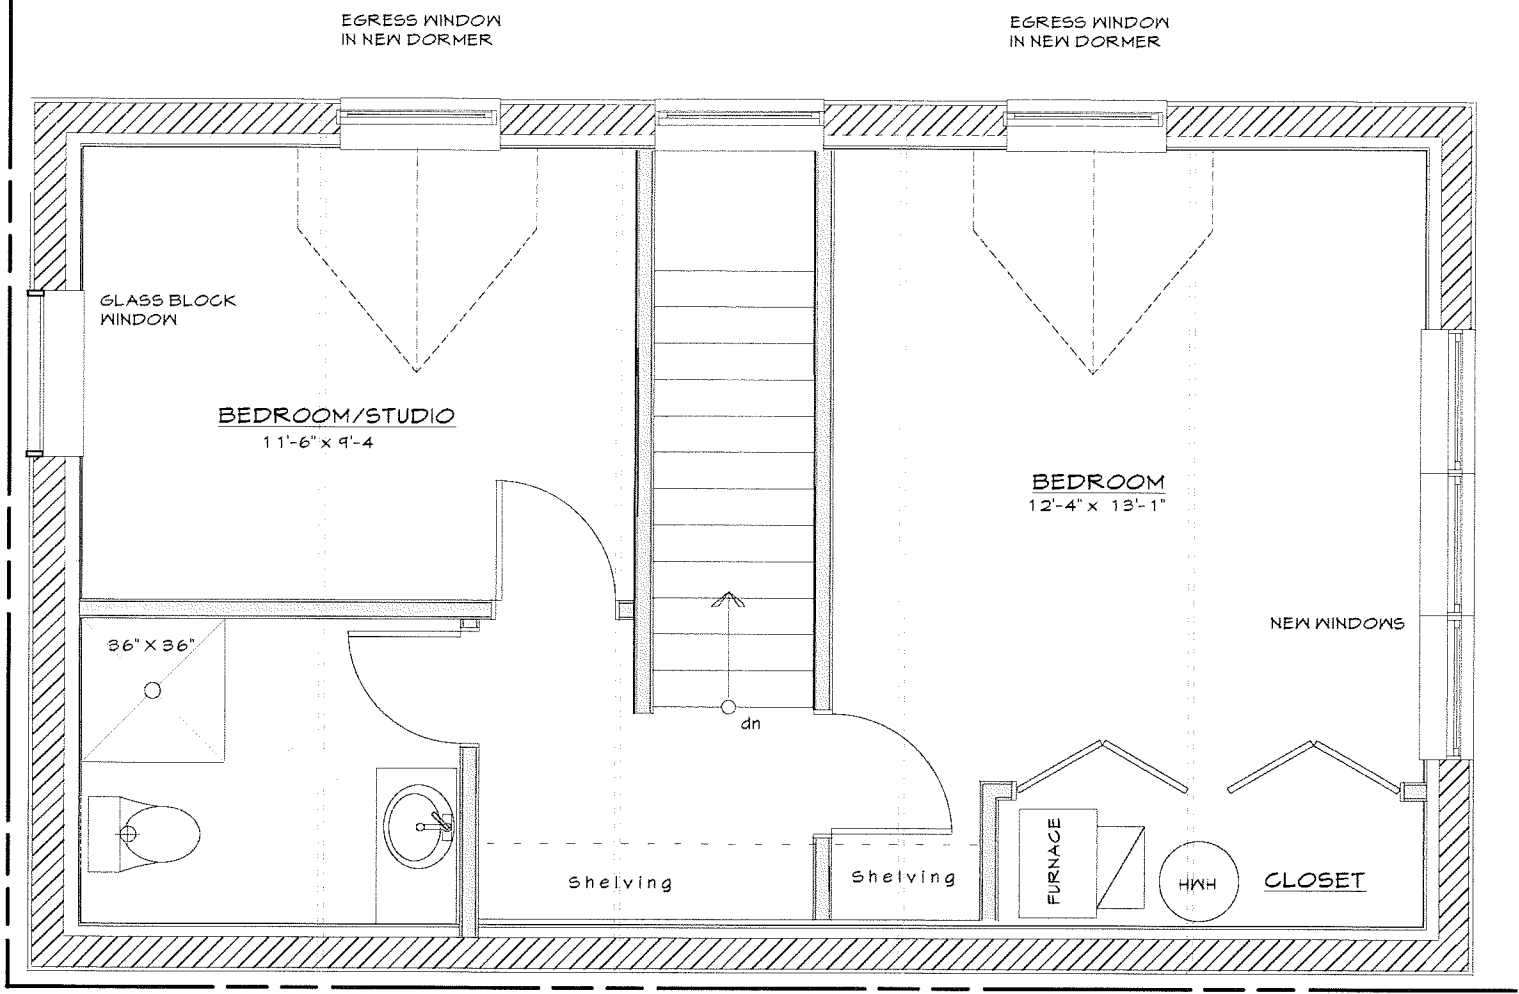 EGRESS WINDOW
IN NEW DORMER
EGRESS WINDOW
IN NEW DORMER
GLASS BLOCK
WINDOW
BEDROOM/STUDIO
11'-6" x 9'-4
BEDROOM
12'-4" x 13'-1"
NEW WINDOWS
36" X 36"
dn
Shelving
Shelving
FURNACE
HWH
CLOSET